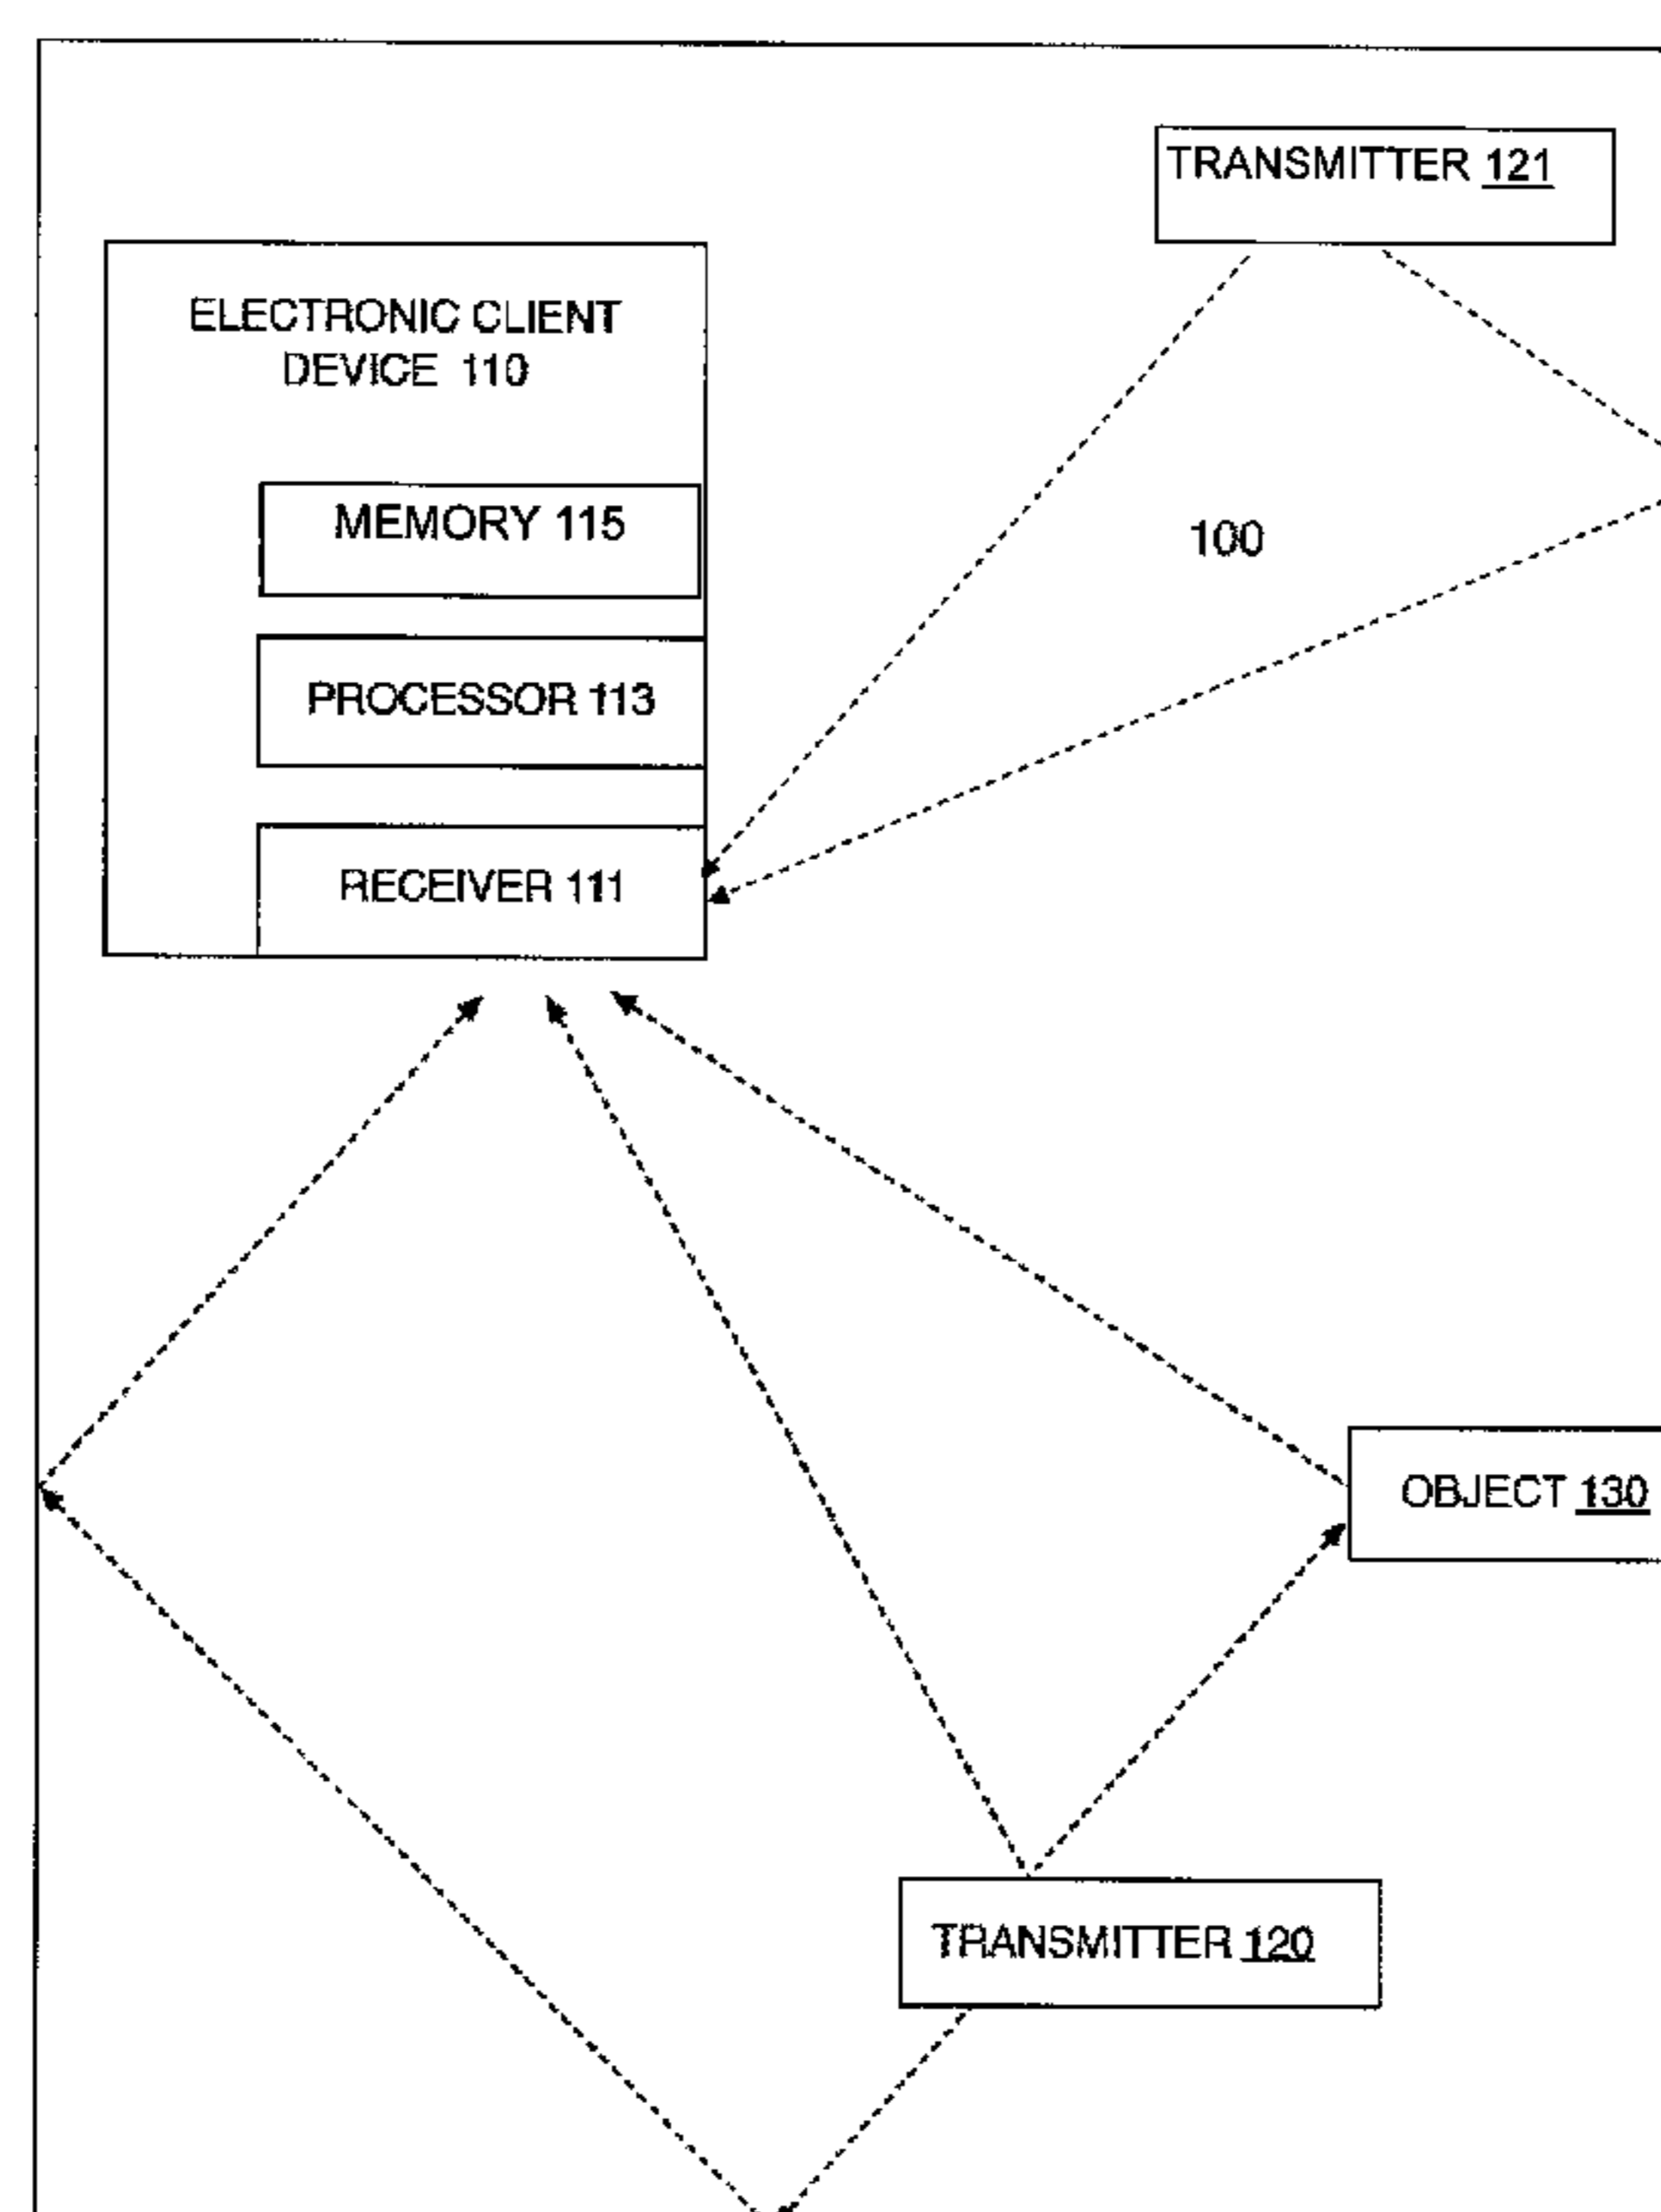 TRANSMITTER 121
ELECTRONIC CLIENT
DEVICE 110
MEMORY 115
100
PROCESSOR 113
RECEIVER 111
OBJECT 130
TRANSMITTER 120